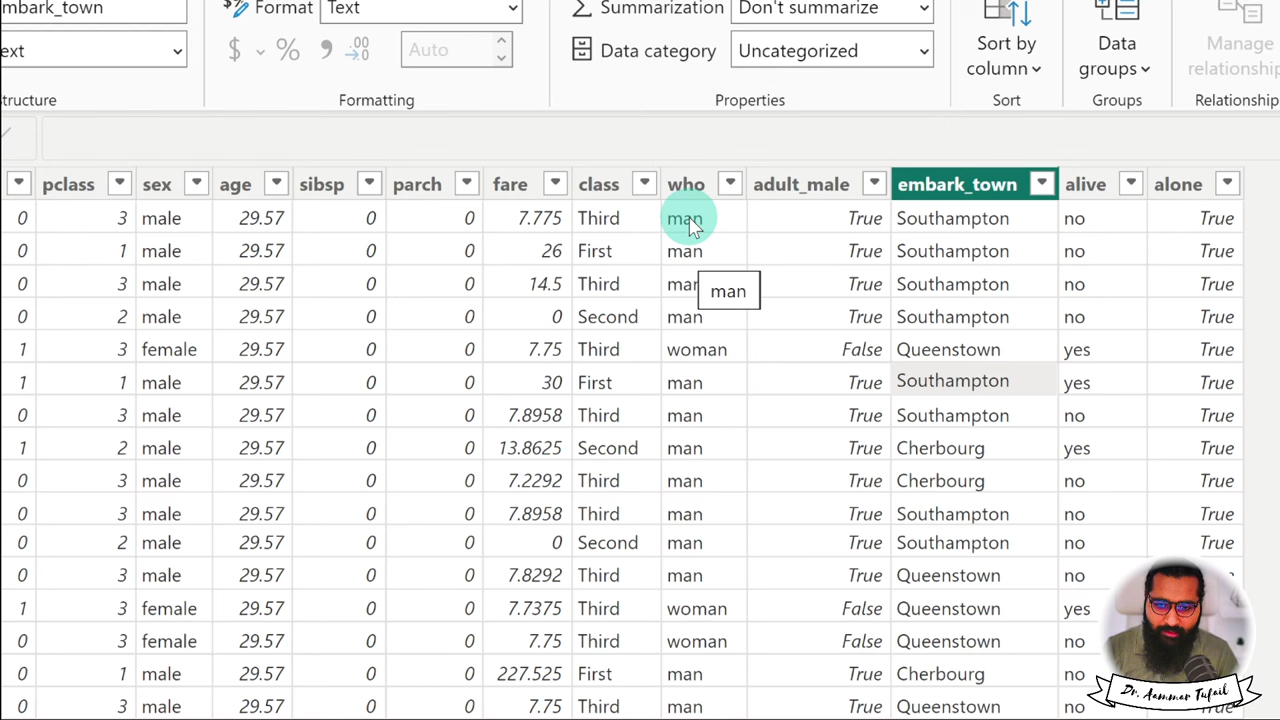 embark_town
Format
Text
Summarization
Don't summarize
ext
$
%
Auto
Data category
Uncategorized
Sort by
column
Data
groups
Manage
relationship
Structure
Formatting
Properties
Sort
Groups
Relationship
pclass sex age sibsp parch fare class who adult_male embark_town alive alone
0 3 male 29.57 0 0 7.775 Third man True Southampton no True
0 1 male 29.57 0 0 26 First man True Southampton no True
0 3 male 29.57 0 0 14.5 Third man True Southampton no True
man
0 2 male 29.57 0 0 0 Second man True Southampton no True
1 3 female 29.57 0 0 7.75 Third woman False Queenstown yes True
1 1 male 29.57 0 0 30 First man True Southampton yes True
0 3 male 29.57 0 0 7.8958 Third man True Southampton no True
1 2 male 29.57 0 0 13.8625 Second man True Cherbourg yes True
0 3 male 29.57 0 0 7.2292 Third man True Cherbourg no True
0 3 male 29.57 0 0 7.8958 Third man True Southampton no True
0 2 male 29.57 0 0 0 Second man True Southampton no True
0 3 male 29.57 0 0 7.8292 Third man True Queenstown no
1 3 female 29.57 0 0 7.7375 Third woman False Queenstown yes
0 3 female 29.57 0 0 7.75 Third woman False Queenstown no
0 1 male 29.57 0 0 227.525 First man True Cherbourg no
0 3 male 29.57 0 0 7.75 Third man True Queenstown no
Dr. Aammar Tufail